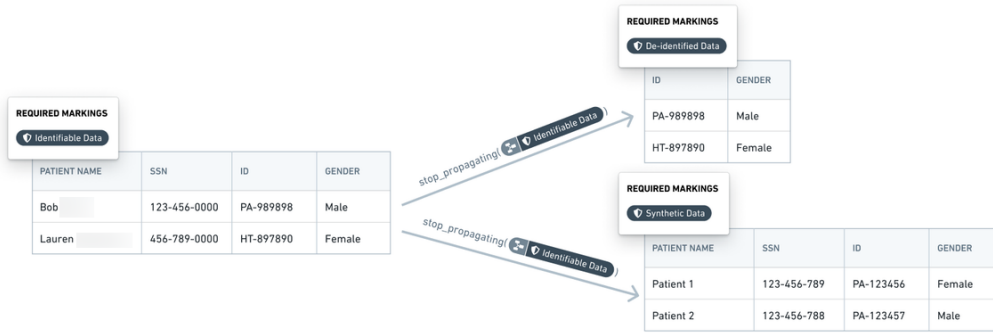 REQUIRED MARKINGS
Identifiable Data
PATIENT NAME SSN ID GENDER
Bob 123-456-0000 PA-989898 Male
Lauren 456-789-0000 HT-897890 Female
stop_propagating( Identifiable Data )
stop_propagating( Identifiable Data )
REQUIRED MARKINGS
De-identified Data
ID GENDER
PA-989898 Male
HT-897890 Female
REQUIRED MARKINGS
Synthetic Data
PATIENT NAME SSN ID GENDER
Patient 1 123-456-789 PA-123456 Female
Patient 2 123-456-788 PA-123457 Male